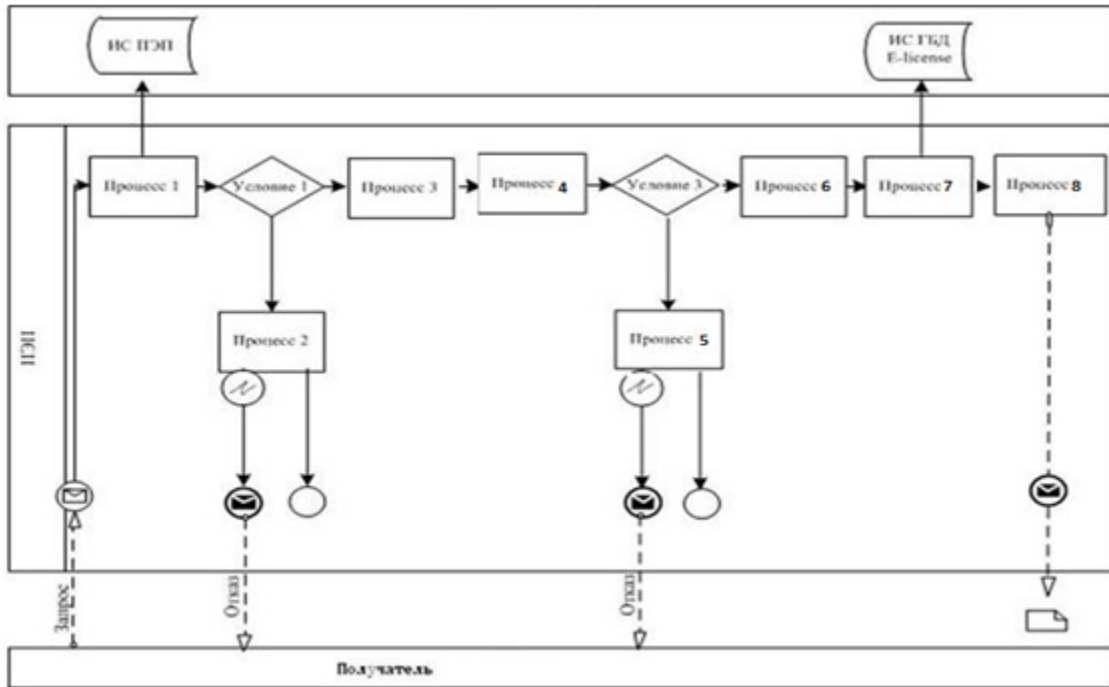 ИС ПЭП
ИС ГБД
E-license
Процесс 1
Условие 1
Процесс 3
Процесс 4
Условие 3
Процесс 6
Процесс 7
Процесс 8
Процесс 2
Процесс 5
Запрос
Отказ
Отказ
Получатель